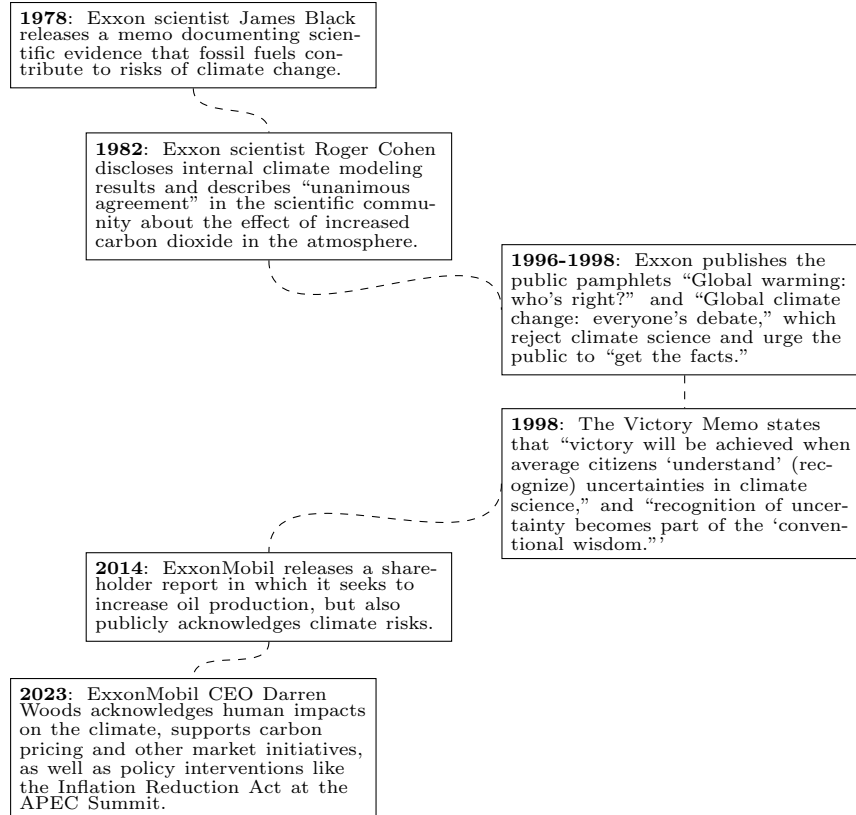 1978: Exxon scientist James Black
releases a memo documenting scien-
tific evidence that fossil fuels con-
tribute to risks of climate change.
1982: Exxon scientist Roger Cohen
discloses internal climate modeling
results and describes “unanimous
agreement” in the scientific commu-
nity about the effect of increased
carbon dioxide in the atmosphere.
1996-1998: Exxon publishes the
public pamphlets “Global warming:
who’s right?” and “Global climate
change: everyone’s debate,” which
reject climate science and urge the
public to “get the facts.”
1998: The Victory Memo states
that “victory will be achieved when
average citizens ‘understand’ (rec-
ognize) uncertainties in climate
science,” and “recognition of uncer-
tainty becomes part of the ‘conven-
tional wisdom.”’
2014: ExxonMobil releases a share-
holder report in which it seeks to
increase oil production, but also
publicly acknowledges climate risks.
2023: ExxonMobil CEO Darren
Woods acknowledges human impacts
on the climate, supports carbon
pricing and other market initiatives,
as well as policy interventions like
the Inflation Reduction Act at the
APEC Summit.